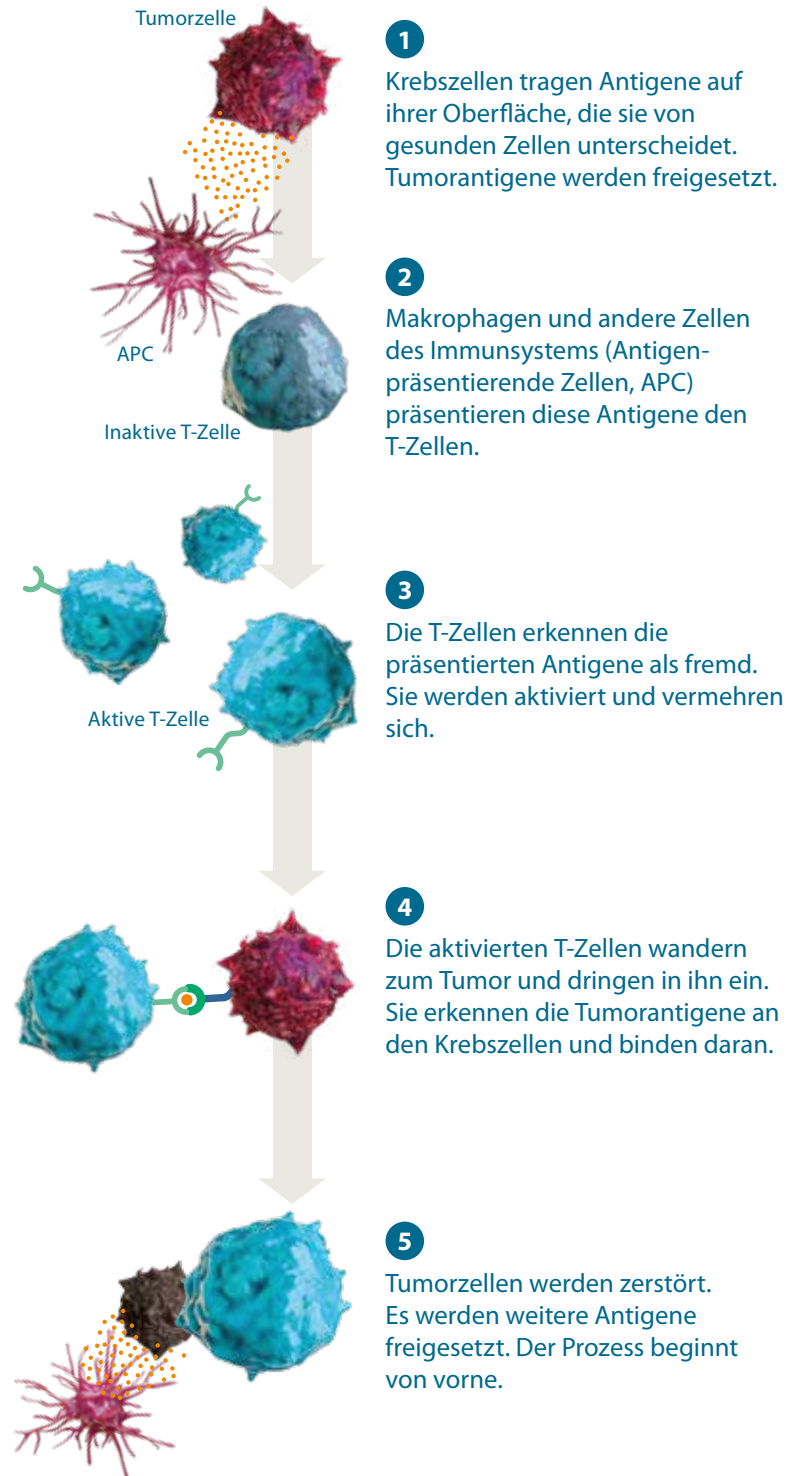 Tumorzelle
1
Krebszellen tragen Antigene auf
ihrer Oberfläche, die sie von
gesunden Zellen unterscheidet.
Tumorantigene werden freigesetzt.
APC
Inaktive T-Zelle
2
Makrophagen und andere Zellen
des Immunsystems (Antigen-
präsentierende Zellen, APC)
präsentieren diese Antigene den
T-Zellen.
Aktive T-Zelle
3
Die T-Zellen erkennen die
präsentierten Antigene als fremd.
Sie werden aktiviert und vermehren
sich.
4
Die aktivierten T-Zellen wandern
zum Tumor und dringen in ihn ein.
Sie erkennen die Tumorantigene an
den Krebszellen und binden daran.
5
Tumorzellen werden zerstört.
Es werden weitere Antigene
freigesetzt. Der Prozess beginnt
von vorne.